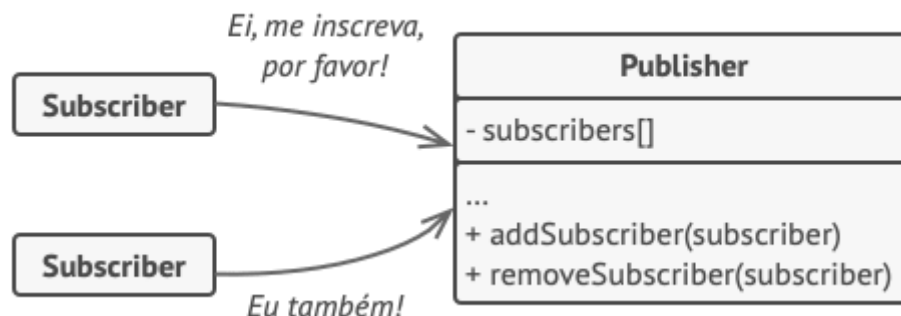 Ei, me inscreva,
por favor!
Subscriber
Publisher
- subscribers[]
...
+ addSubscriber(subscriber)
+ removeSubscriber(subscriber)
Subscriber
Eu também!